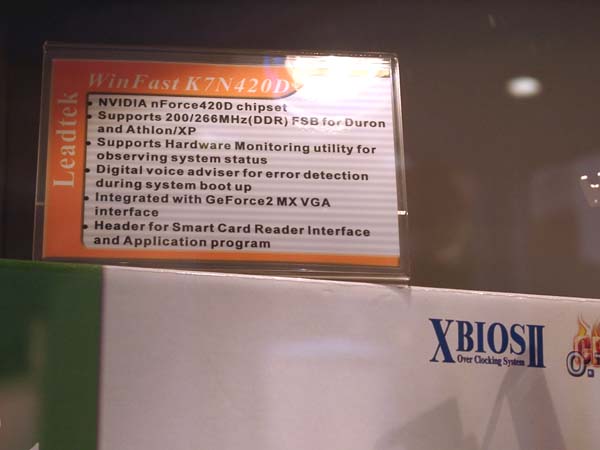 Leadtek
WinFast K7N420D
• NVIDIA nForce420D chipset
• Supports 200/266MHz(DDR) FSB for Duron
and Athlon/XP
• Supports Hardware Monitoring utility for
observing system status
• Digital voice adviser for error detection
during system boot up
• Integrated with GeForce2 MX VGA
interface
• Header for Smart Card Reader Interface
and Application program
XBIOSII
Over Clocking System